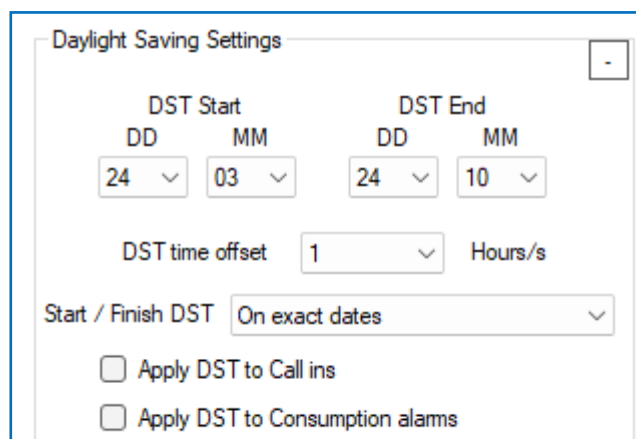 Daylight Saving Settings
-
DST Start DST End
DD MM DD MM
24 03 24 10
DST time offset 1 Hours/s
Start / Finish DST On exact dates
Apply DST to Call ins
Apply DST to Consumption alarms